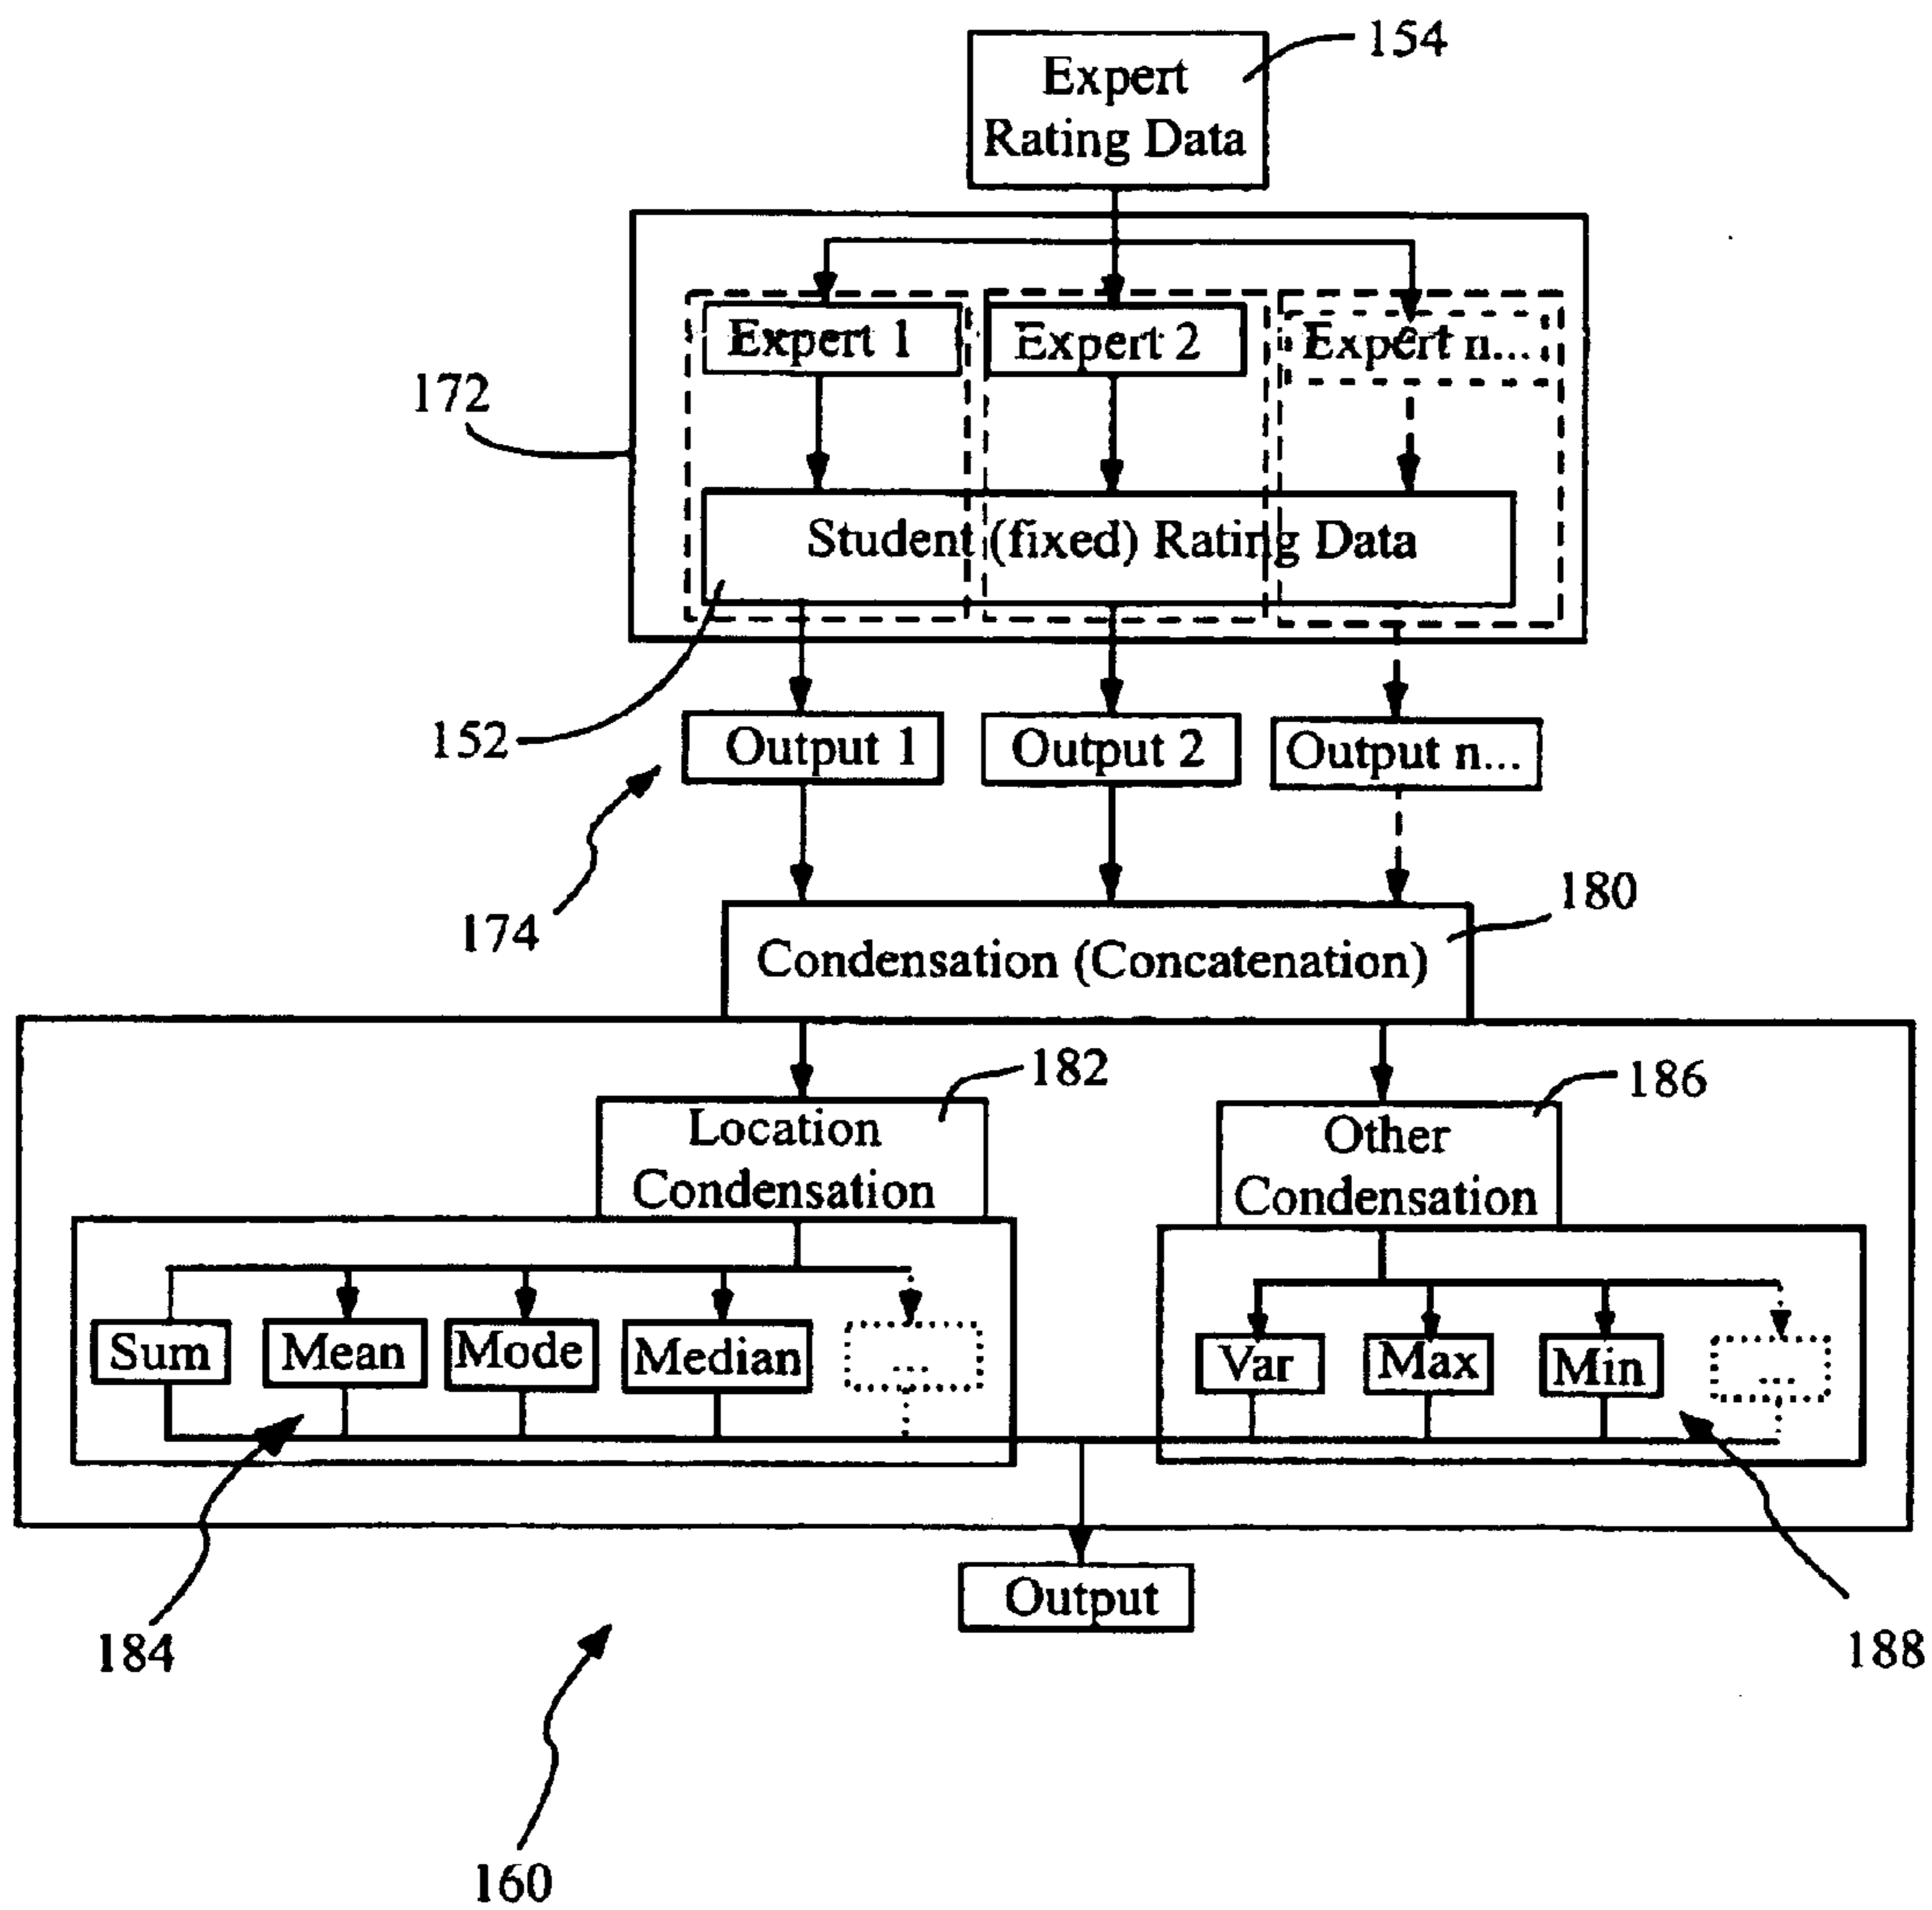 154
Expert
Rating Data
Expert 1
Expert 2
Expert n...
172
Student (fixed) Rating Data
152
Output 1
Output 2
Output n...
174
180
Condensation (Concatenation)
182
186
Location
Condensation
Other
Condensation
Sum
Mean
Mode
Median
...
Var
Max
Min
...
184
188
Output
160